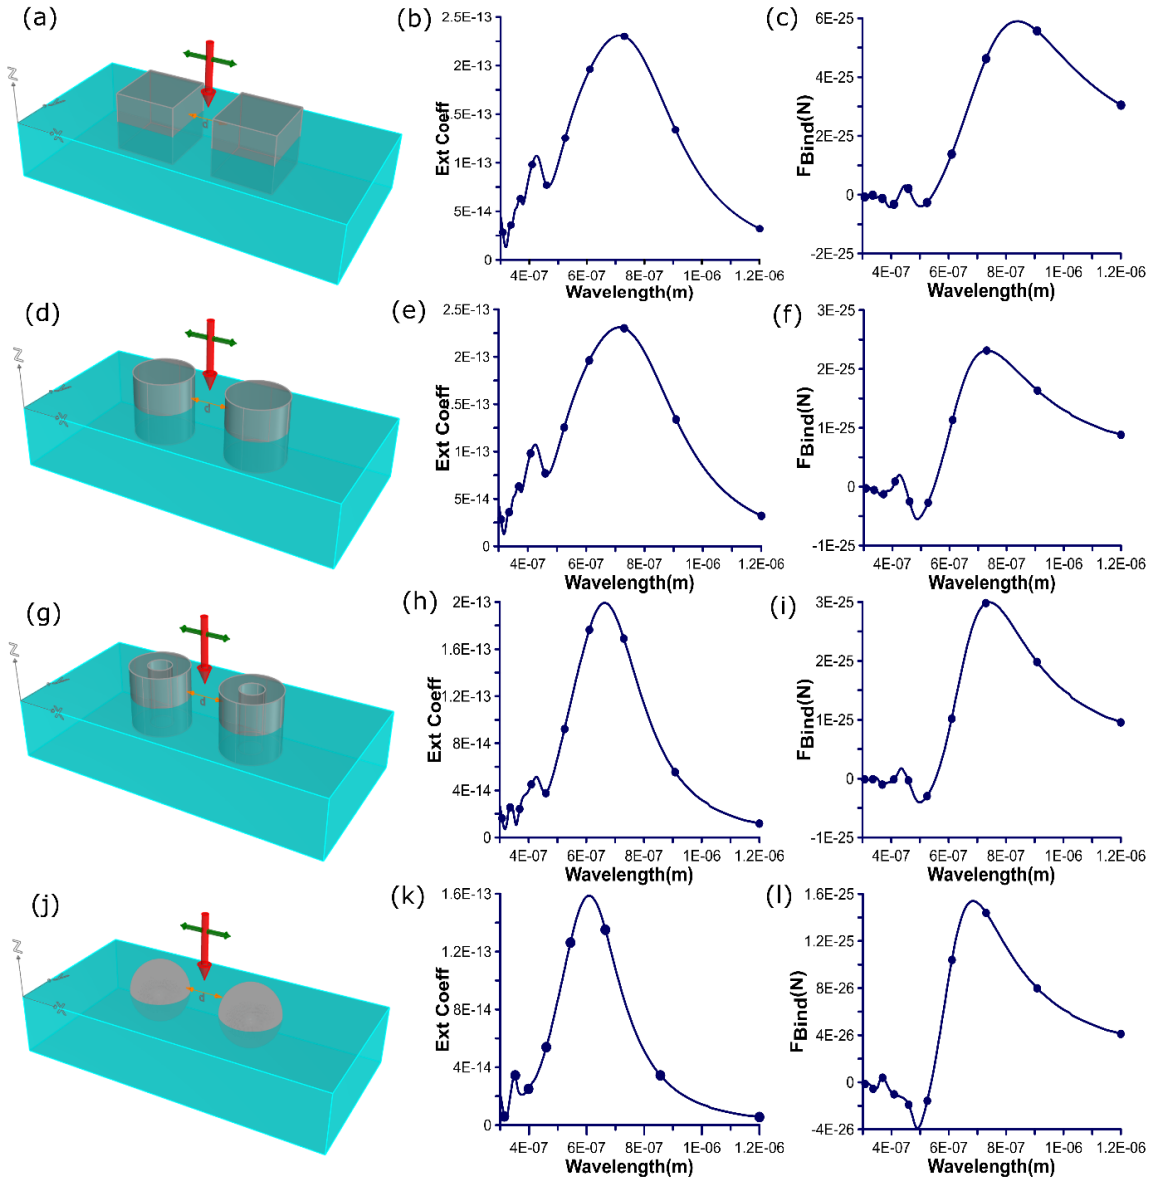 (a)
Z
d
(b)
Ext Coeff
2.5E-13
2E-13
1.5E-13
1E-13
5E-14
0
4E-07 6E-07 8E-07 1E-06 1.2E-06
Wavelength(m)
(c)
FBind(N)
6E-25
4E-25
2E-25
0
-2E-25
4E-07 6E-07 8E-07 1E-06 1.2E-06
Wavelength(m)
(d)
Z
d
(e)
Ext Coeff
2.5E-13
2E-13
1.5E-13
1E-13
5E-14
0
4E-07 6E-07 8E-07 1E-06 1.2E-06
Wavelength(m)
(f)
FBind(N)
3E-25
2E-25
1E-25
0
-1E-25
4E-07 6E-07 8E-07 1E-06 1.2E-06
Wavelength(m)
(g)
Z
d
(h)
Ext Coeff
2E-13
1.6E-13
1.2E-13
8E-14
4E-14
0
4E-07 6E-07 8E-07 1E-06 1.2E-06
Wavelength(m)
(i)
FBind(N)
3E-25
2E-25
1E-25
0
-1E-25
4E-07 6E-07 8E-07 1E-06 1.2E-06
Wavelength(m)
(j)
Z
d
(k)
Ext Coeff
1.6E-13
1.2E-13
8E-14
4E-14
0
4E-07 6E-07 8E-07 1E-06 1.2E-06
Wavelength(m)
(l)
FBind(N)
1.6E-25
1.2E-25
8E-26
4E-26
0
-4E-26
4E-07 6E-07 8E-07 1E-06 1.2E-06
Wavelength(m)